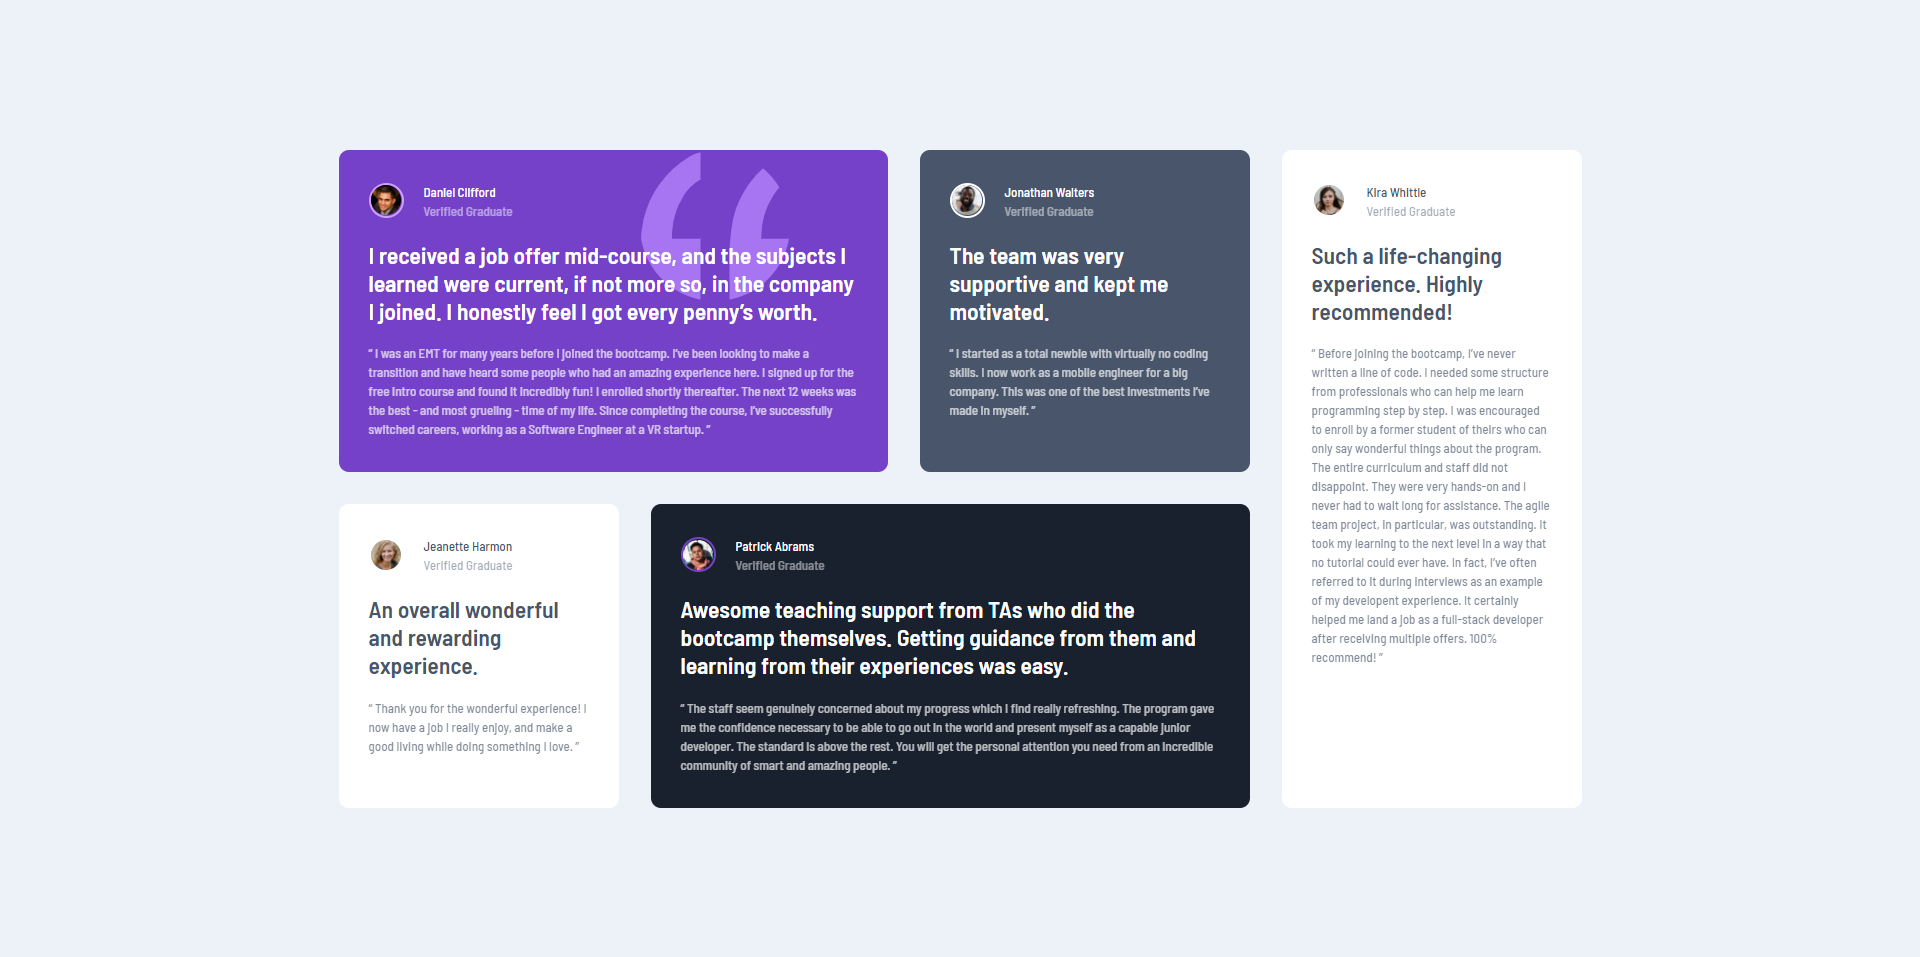 Daniel Clifford
Verified Graduate
I received a job offer mid-course, and the subjects I
learned were current, if not more so, in the company
I joined. I honestly feel I got every penny’s worth.
“ I was an EMT for many years before I joined the bootcamp. I’ve been looking to make a
transition and have heard some people who had an amazing experience here. I signed up for the
free intro course and found it incredibly fun! I enrolled shortly thereafter. The next 12 weeks was
the best - and most grueling - time of my life. Since completing the course, I’ve successfully
switched careers, working as a Software Engineer at a VR startup. ”
Jonathan Walters
Verified Graduate
The team was very
supportive and kept me
motivated.
“ I started as a total newbie with virtually no coding
skills. I now work as a mobile engineer for a big
company. This was one of the best investments I’ve
made in myself. ”
Kira Whittle
Verified Graduate
Such a life-changing
experience. Highly
recommended!
“ Before joining the bootcamp, I’ve never
written a line of code. I needed some structure
from professionals who can help me learn
programming step by step. I was encouraged
to enroll by a former student of theirs who can
only say wonderful things about the program.
The entire curriculum and staff did not
disappoint. They were very hands-on and I
never had to wait long for assistance. The agile
team project, in particular, was outstanding. It
took my learning to the next level in a way that
no tutorial could ever have. In fact, I’ve often
referred to it during interviews as an example
of my developent experience. It certainly
helped me land a job as a full-stack developer
after receiving multiple offers. 100%
recommend! ”
Jeanette Harmon
Verified Graduate
An overall wonderful
and rewarding
experience.
“ Thank you for the wonderful experience! I
now have a job I really enjoy, and make a
good living while doing something I love. ”
Patrick Abrams
Verified Graduate
Awesome teaching support from TAs who did the
bootcamp themselves. Getting guidance from them and
learning from their experiences was easy.
“ The staff seem genuinely concerned about my progress which I find really refreshing. The program gave
me the confidence necessary to be able to go out in the world and present myself as a capable junior
developer. The standard is above the rest. You will get the personal attention you need from an incredible
community of smart and amazing people. ”